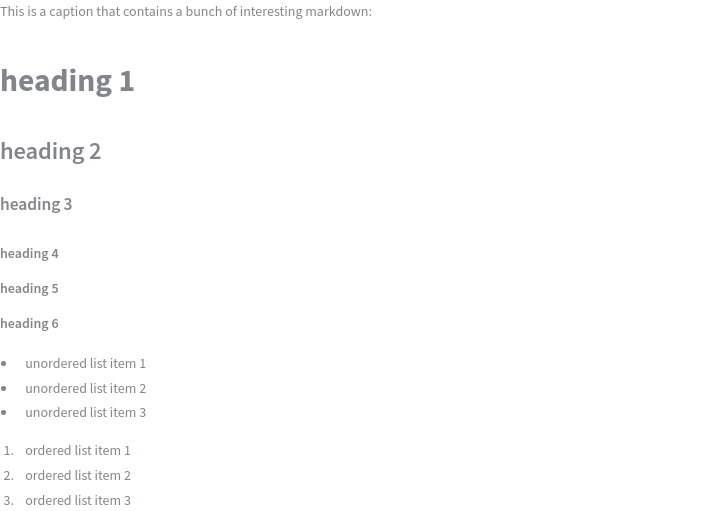 This is a caption that contains a bunch of interesting markdown:
heading 1
heading 2
heading 3
heading 4
heading 5
heading 6
• unordered list item 1
• unordered list item 2
• unordered list item 3
1. ordered list item 1
2. ordered list item 2
3. ordered list item 3